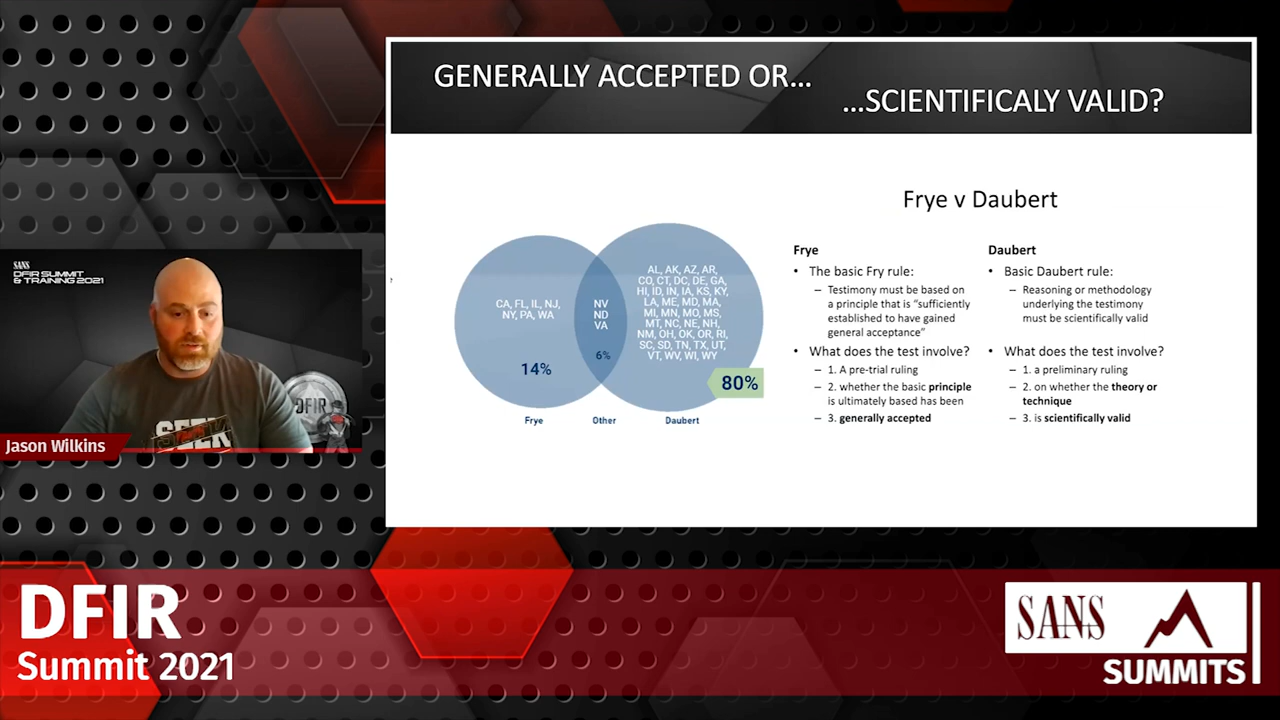 GENERALLY ACCEPTED OR...
...SCIENTIFICALY VALID?
Frye v Daubert
CA, FL, IL, NJ,
NY, PA, WA
14%
NV
ND
VA
6%
AL, AK, AZ, AR,
CO, CT, DC, DE, GA,
HI, ID, IN, IA, KS, KY,
LA, ME, MD, MA,
MI, MN, MO, MS,
MT, NC, NE, NH,
NM, OH, OK, OR, RI,
SC, SD, TN, TX, UT,
VT, WV, WI, WY
80%
Frye
Other
Daubert
Frye
• The basic Fry rule:
– Testimony must be based on
a principle that is “sufficiently
established to have gained
general acceptance”
• What does the test involve?
– 1. A pre-trial ruling
– 2. whether the basic principle
is ultimately based has been
– 3. generally accepted
Daubert
• Basic Daubert rule:
– Reasoning or methodology
underlying the testimony
must be scientifically valid
• What does the test involve?
– 1. a preliminary ruling
– 2. on whether the theory or
technique
– 3. is scientifically valid
SANS
DFIR SUMMIT
& TRAINING 2021
DFIR
SEEK
Jason Wilkins
DFIR
Summit 2021
SANS
SUMMITS